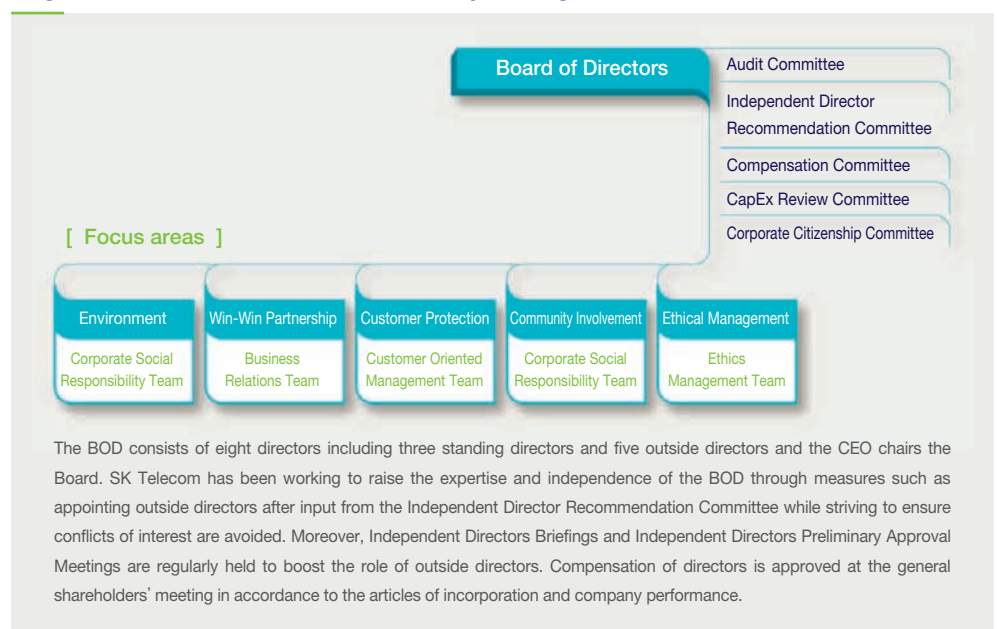 Board of Directors
Audit Committee
Independent Director
Recommendation Committee
Compensation Committee
CapEx Review Committee
Corporate Citizenship Committee
[ Focus areas ]
Environment
Corporate Social
Responsibility Team
Win-Win Partnership
Business
Relations Team
Customer Protection
Customer Oriented
Management Team
Community Involvement
Corporate Social
Responsibility Team
Ethical Management
Ethics
Management Team
The BOD consists of eight directors including three standing directors and five outside directors and the CEO chairs the
Board. SK Telecom has been working to raise the expertise and independence of the BOD through measures such as
appointing outside directors after input from the Independent Director Recommendation Committee while striving to ensure
conflicts of interest are avoided. Moreover, Independent Directors Briefings and Independent Directors Preliminary Approval
Meetings are regularly held to boost the role of outside directors. Compensation of directors is approved at the general
shareholders' meeting in accordance to the articles of incorporation and company performance.